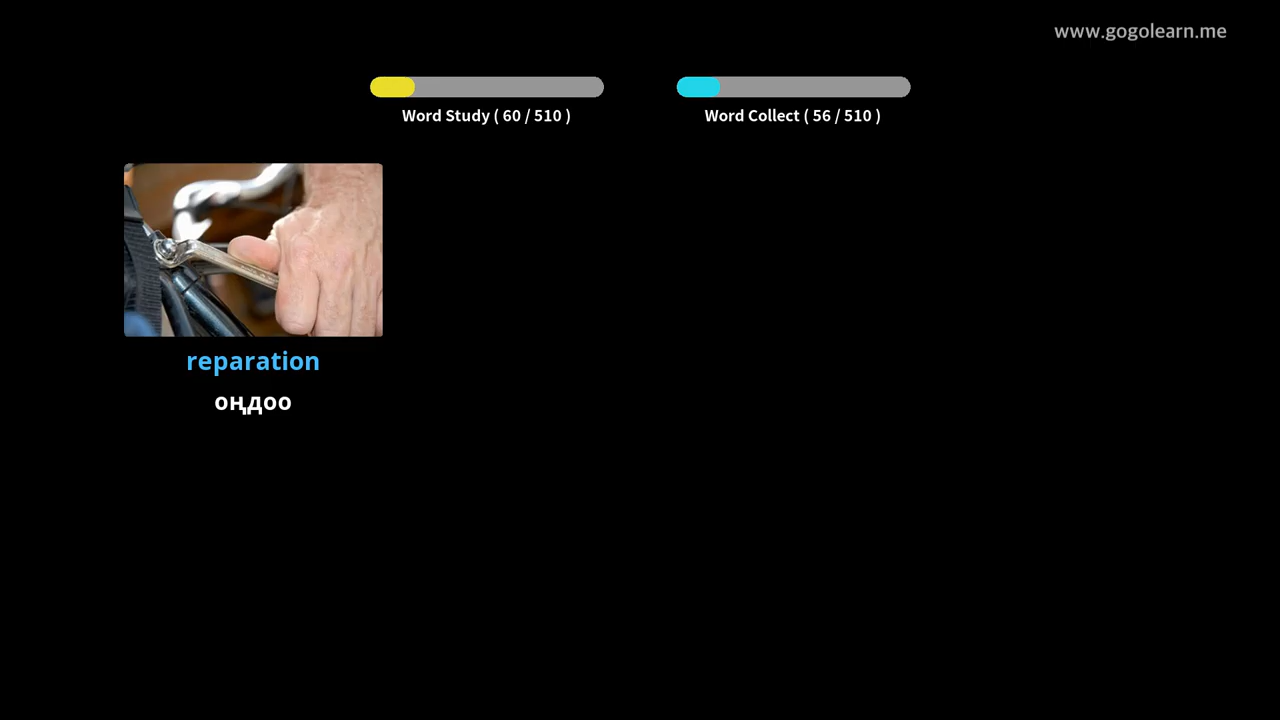 www.gogolearn.me
Word Study ( 60 / 510 )
Word Collect ( 56 / 510 )
reparation
оңдоо